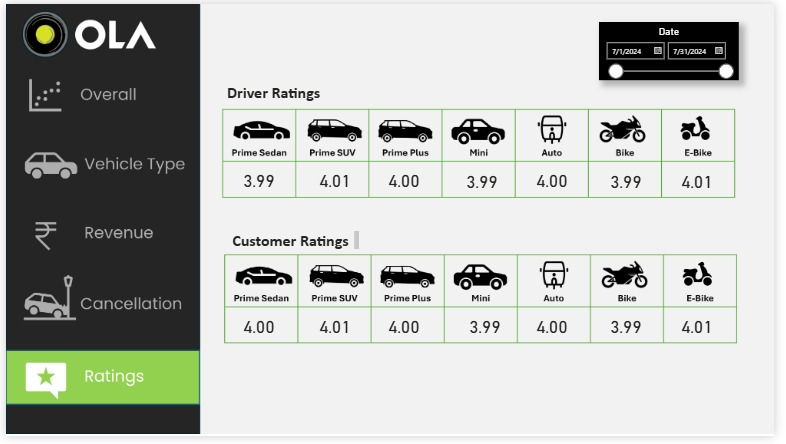 OLA
Overall
Vehicle Type
Revenue
Cancellation
Ratings
Date
7/1/2024 7/31/2024
Driver Ratings
Prime Sedan Prime SUV Prime Plus Mini Auto Bike E-Bike
3.99 4.01 4.00 3.99 4.00 3.99 4.01
Customer Ratings
Prime Sedan Prime SUV Prime Plus Mini Auto Bike E-Bike
4.00 4.01 4.00 3.99 4.00 3.99 4.01